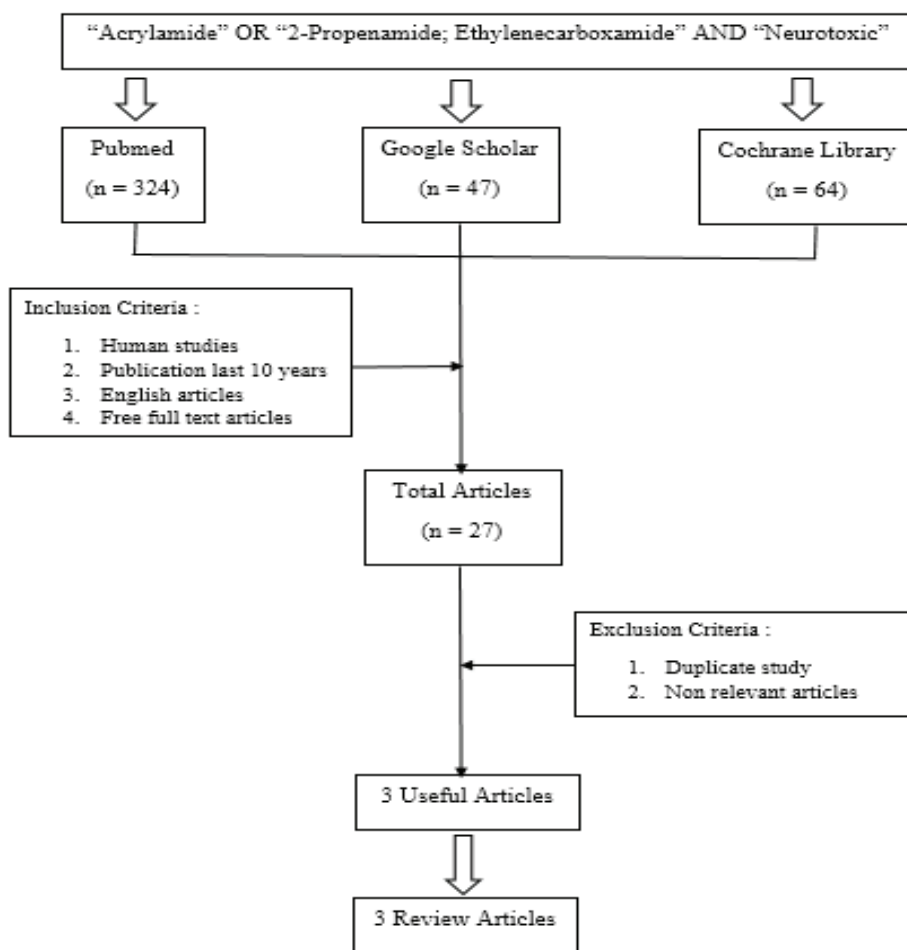 “Acrylamide” OR “2-Propenamide; Ethylenecarboxamide” AND “Neurotoxic”
Pubmed
(n = 324)
Google Scholar
(n = 47)
Cochrane Library
(n = 64)
Inclusion Criteria :
1. Human studies
2. Publication last 10 years
3. English articles
4. Free full text articles
Total Articles
(n = 27)
Exclusion Criteria :
1. Duplicate study
2. Non relevant articles
3 Useful Articles
3 Review Articles